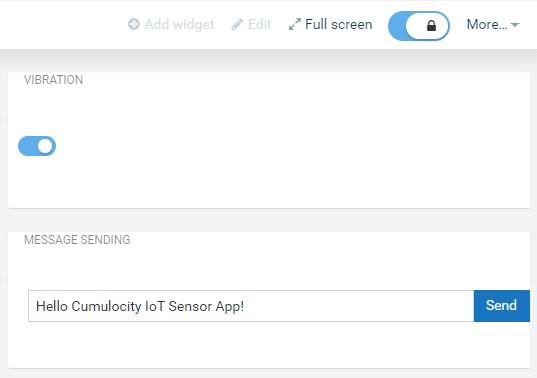 Add widget Edit Full screen More...
VIBRATION
MESSAGE SENDING
Hello Cumulocity IoT Sensor App! Send